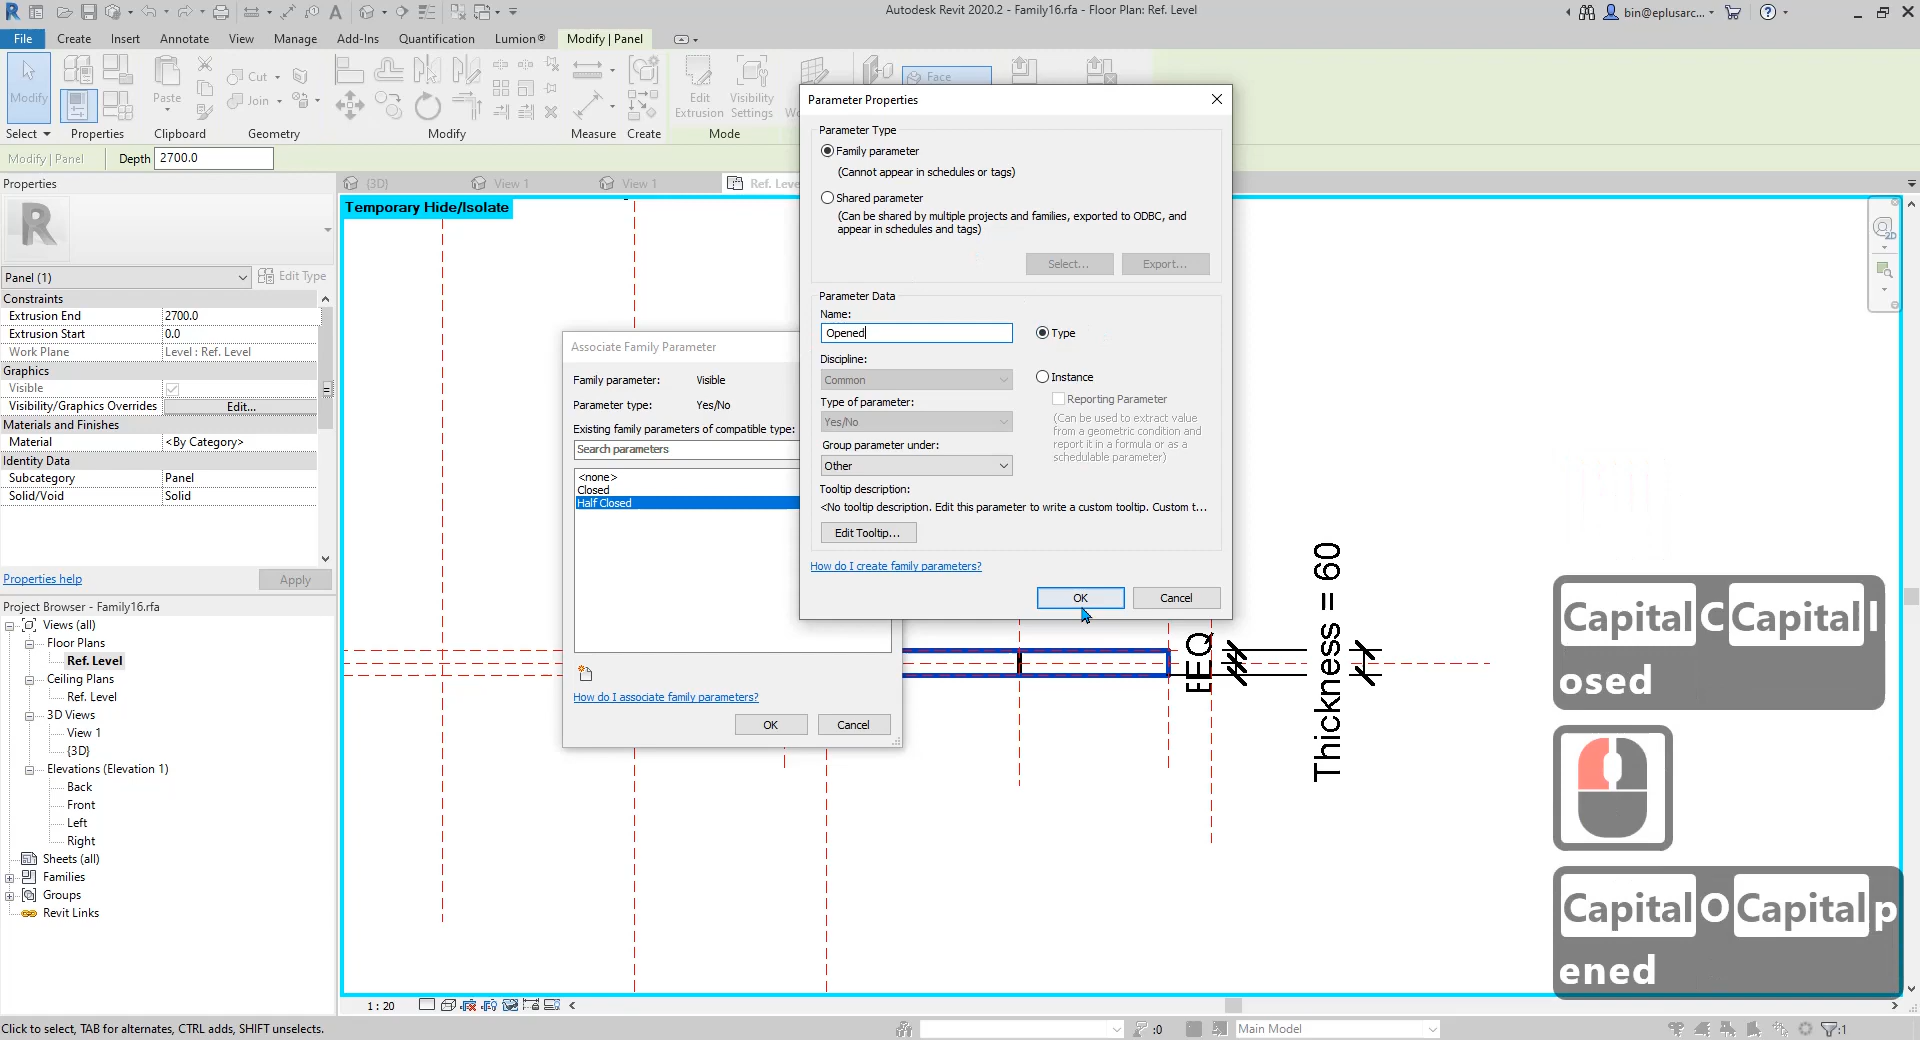 Autodesk Revit 2020.2 - Family16.rfa - Floor Plan: Ref. Level
bin@eplusarc...
File Create Insert Annotate View Manage Add-Ins Quantification Lumion® Modify | Panel
Modify
Paste
Cut
Join
Edit Extrusion
Visibility Settings
Face
Select Properties Clipboard Geometry Modify Measure Create Mode
Modify | Panel Depth 2700.0
Properties
{3D} View 1 View 1 Ref. Leve
Temporary Hide/Isolate
Panel (1) Edit Type
Constraints
Extrusion End 2700.0
Extrusion Start 0.0
Work Plane Level : Ref. Level
Graphics
Visible
Visibility/Graphics Overrides Edit...
Materials and Finishes
Material <By Category>
Identity Data
Subcategory Panel
Solid/Void Solid
Properties help Apply
Project Browser - Family16.rfa
Views (all)
Floor Plans
Ref. Level
Ceiling Plans
Ref. Level
3D Views
View 1
{3D}
Elevations (Elevation 1)
Back
Front
Left
Right
Sheets (all)
Families
Groups
Revit Links
Associate Family Parameter
Family parameter: Visible
Parameter type: Yes/No
Existing family parameters of compatible type:
Search parameters
<none>
Closed
Half Closed
How do I associate family parameters?
OK Cancel
Parameter Properties
Parameter Type
Family parameter
(Cannot appear in schedules or tags)
Shared parameter
(Can be shared by multiple projects and families, exported to ODBC, and
appear in schedules and tags)
Select... Export...
Parameter Data
Name:
Opened
Type
Discipline:
Common
Instance
Reporting Parameter
Type of parameter:
Yes/No
(Can be used to extract value
from a geometric condition and
report it in a formula or as a
schedulable parameter)
Group parameter under:
Other
Tooltip description:
<No tooltip description. Edit this parameter to write a custom tooltip. Custom t...
Edit Tooltip...
How do I create family parameters?
OK Cancel
Thickness = 60
Capital C Capital l
osed
Capital O Capital p
ened
2D
1 : 20
Click to select, TAB for alternates, CTRL adds, SHIFT unselects.
:0
Main Model
:1